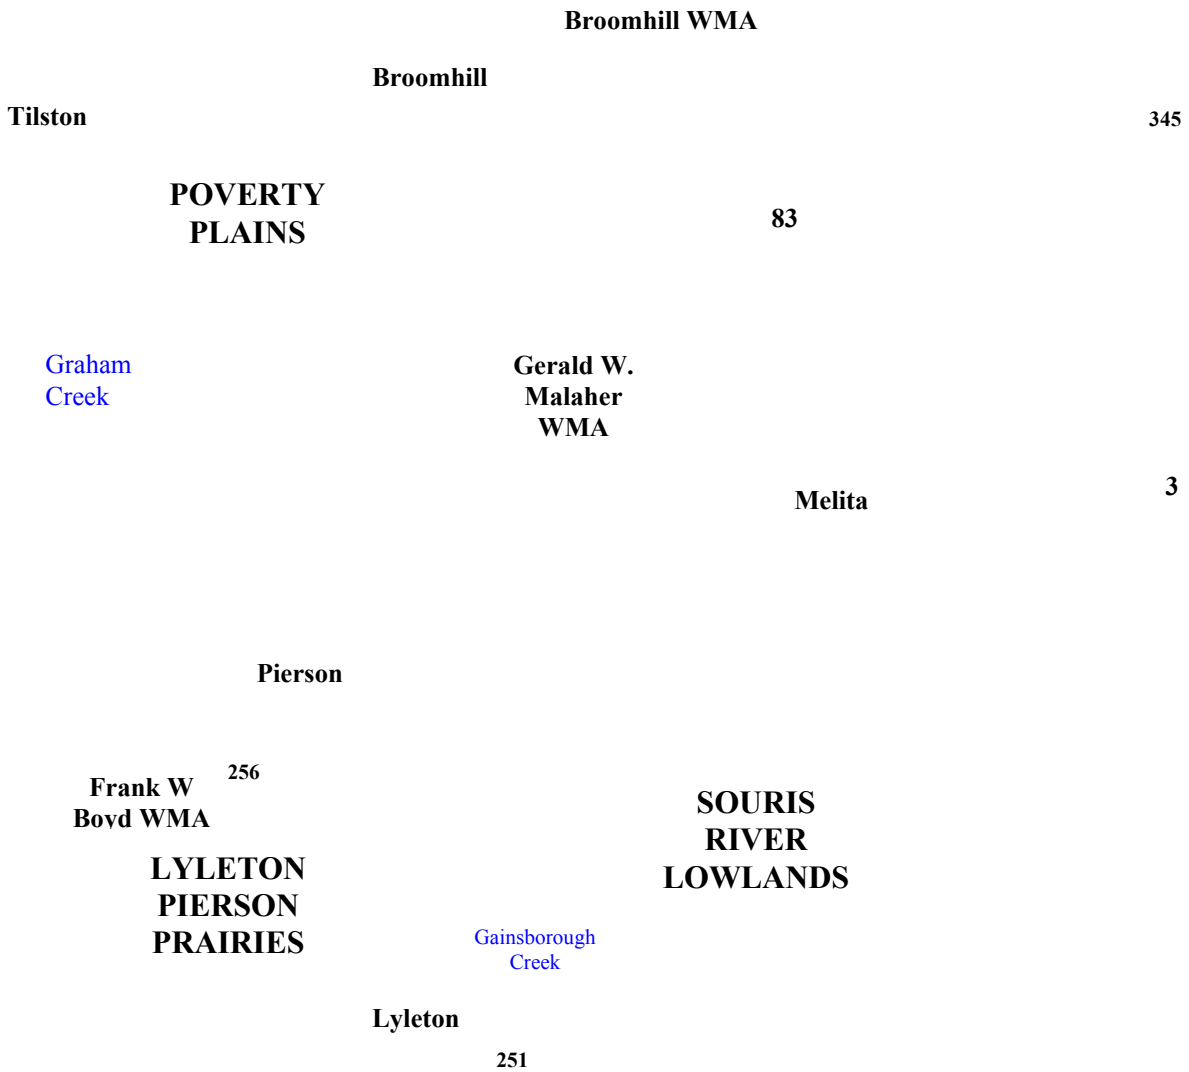 Broomhill WMA
Broomhill
Tilston
345
POVERTY
PLAINS
83
Graham
Creek
Gerald W.
Malaher
WMA
3
Melita
Pierson
256
Frank W
Boyd WMA
SOURIS
RIVER
LOWLANDS
LYLETON
PIERSON
PRAIRIES
Gainsborough
Creek
Lyleton
251